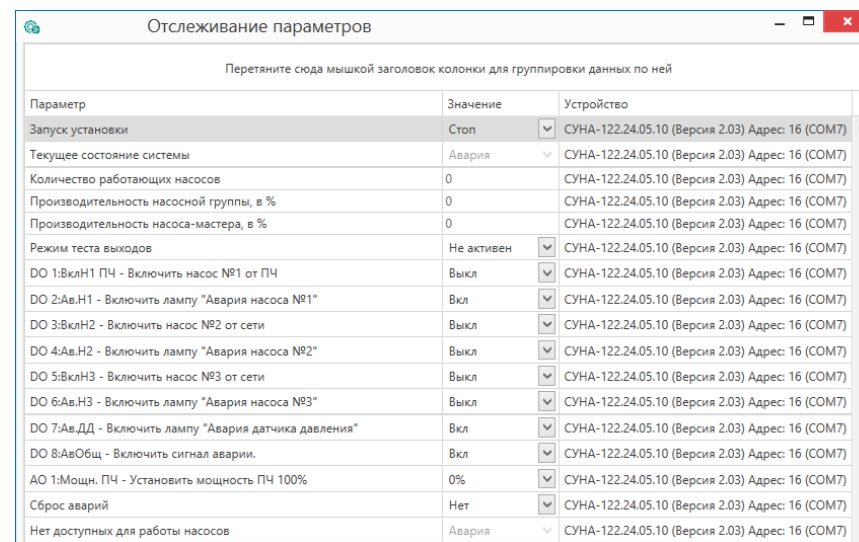 Отслеживание параметров
Перетяните сюда мышкой заголовок колонки для группировки данных по ней
Параметр Значение Устройство
Запуск установки Стоп СУНА-122.24.05.10 (Версия 2.03) Адрес: 16 (COM7)
Текущее состояние системы Авария СУНА-122.24.05.10 (Версия 2.03) Адрес: 16 (COM7)
Количество работающих насосов 0 СУНА-122.24.05.10 (Версия 2.03) Адрес: 16 (COM7)
Производительность насосной группы, в % 0 СУНА-122.24.05.10 (Версия 2.03) Адрес: 16 (COM7)
Производительность насоса-мастера, в % 0 СУНА-122.24.05.10 (Версия 2.03) Адрес: 16 (COM7)
Режим теста выходов Не активен СУНА-122.24.05.10 (Версия 2.03) Адрес: 16 (COM7)
DO 1:ВклН1 ПЧ - Включить насос №1 от ПЧ Выкл СУНА-122.24.05.10 (Версия 2.03) Адрес: 16 (COM7)
DO 2:Ав.Н1 - Включить лампу "Авария насоса №1" Вкл СУНА-122.24.05.10 (Версия 2.03) Адрес: 16 (COM7)
DO 3:ВклН2 - Включить насос №2 от сети Выкл СУНА-122.24.05.10 (Версия 2.03) Адрес: 16 (COM7)
DO 4:Ав.Н2 - Включить лампу "Авария насоса №2" Выкл СУНА-122.24.05.10 (Версия 2.03) Адрес: 16 (COM7)
DO 5:ВклН3 - Включить насос №3 от сети Выкл СУНА-122.24.05.10 (Версия 2.03) Адрес: 16 (COM7)
DO 6:Ав.Н3 - Включить лампу "Авария насоса №3" Выкл СУНА-122.24.05.10 (Версия 2.03) Адрес: 16 (COM7)
DO 7:Ав.ДД - Включить лампу "Авария датчика давления" Вкл СУНА-122.24.05.10 (Версия 2.03) Адрес: 16 (COM7)
DO 8:АвОбщ - Включить сигнал аварии. Вкл СУНА-122.24.05.10 (Версия 2.03) Адрес: 16 (COM7)
AO 1:Мощн. ПЧ - Установить мощность ПЧ 100% 0% СУНА-122.24.05.10 (Версия 2.03) Адрес: 16 (COM7)
Сброс аварий Нет СУНА-122.24.05.10 (Версия 2.03) Адрес: 16 (COM7)
Нет доступных для работы насосов Авария СУНА-122.24.05.10 (Версия 2.03) Адрес: 16 (COM7)